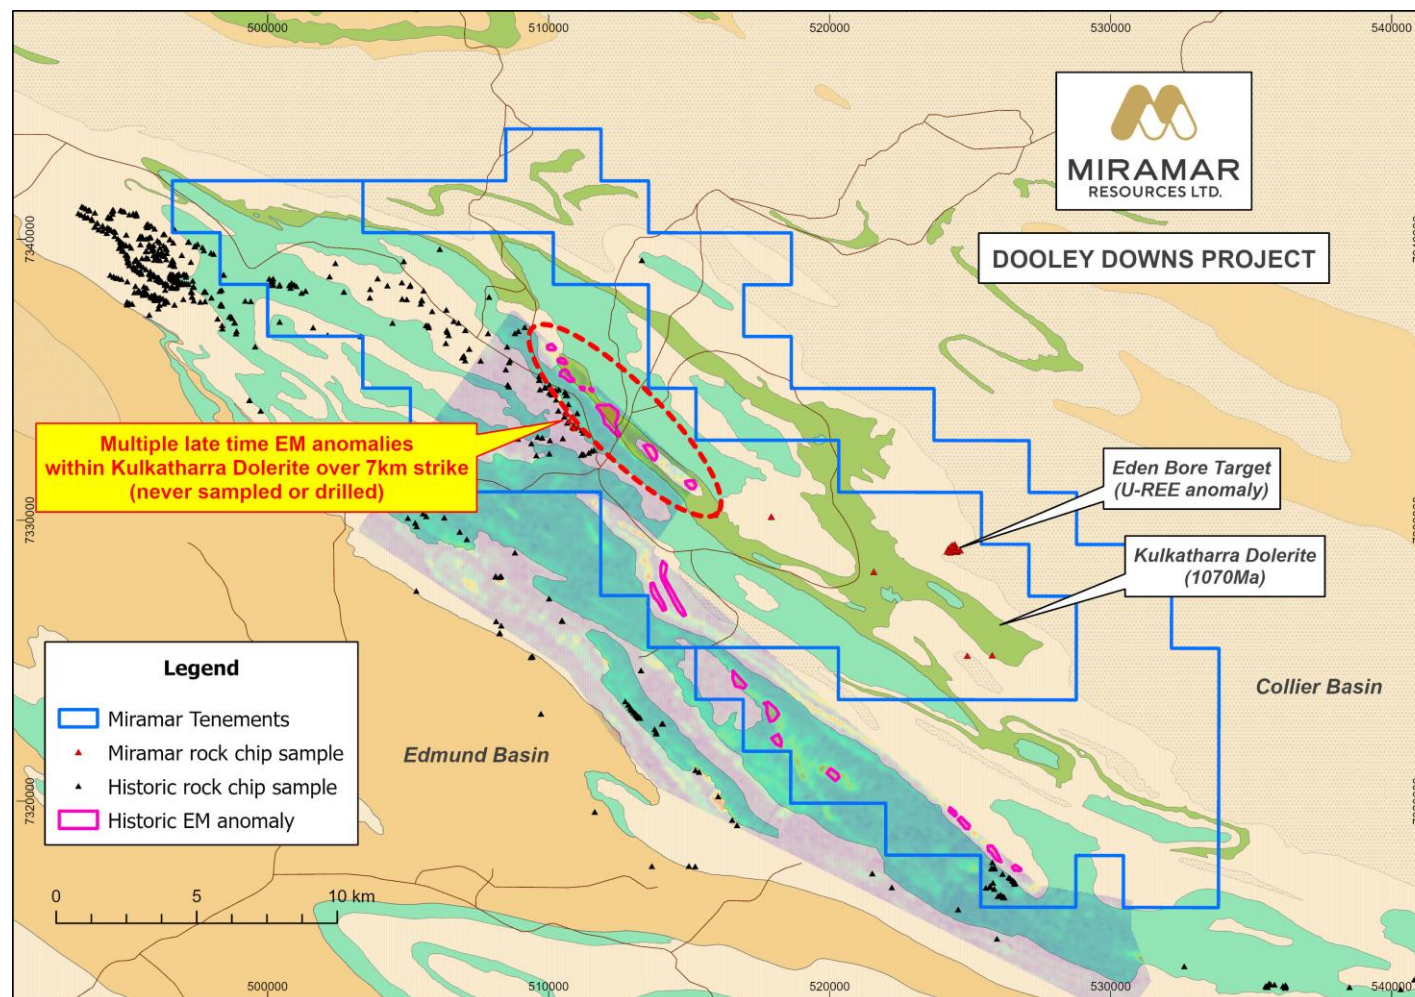 500000
510000
520000
530000
540000
MIRAMAR
RESOURCES LTD.
DOOLEY DOWNS PROJECT
7340000
Multiple late time EM anomalies
within Kulkatharra Dolerite over 7km strike
(never sampled or drilled)
Eden Bore Target
(U-REE anomaly)
7330000
Kulkatharra Dolerite
(1070Ma)
Collier Basin
Edmund Basin
Legend
Miramar Tenements
Miramar rock chip sample
Historic rock chip sample
Historic EM anomaly
7320000
0 5 10 km
500000
510000
520000
530000
540000